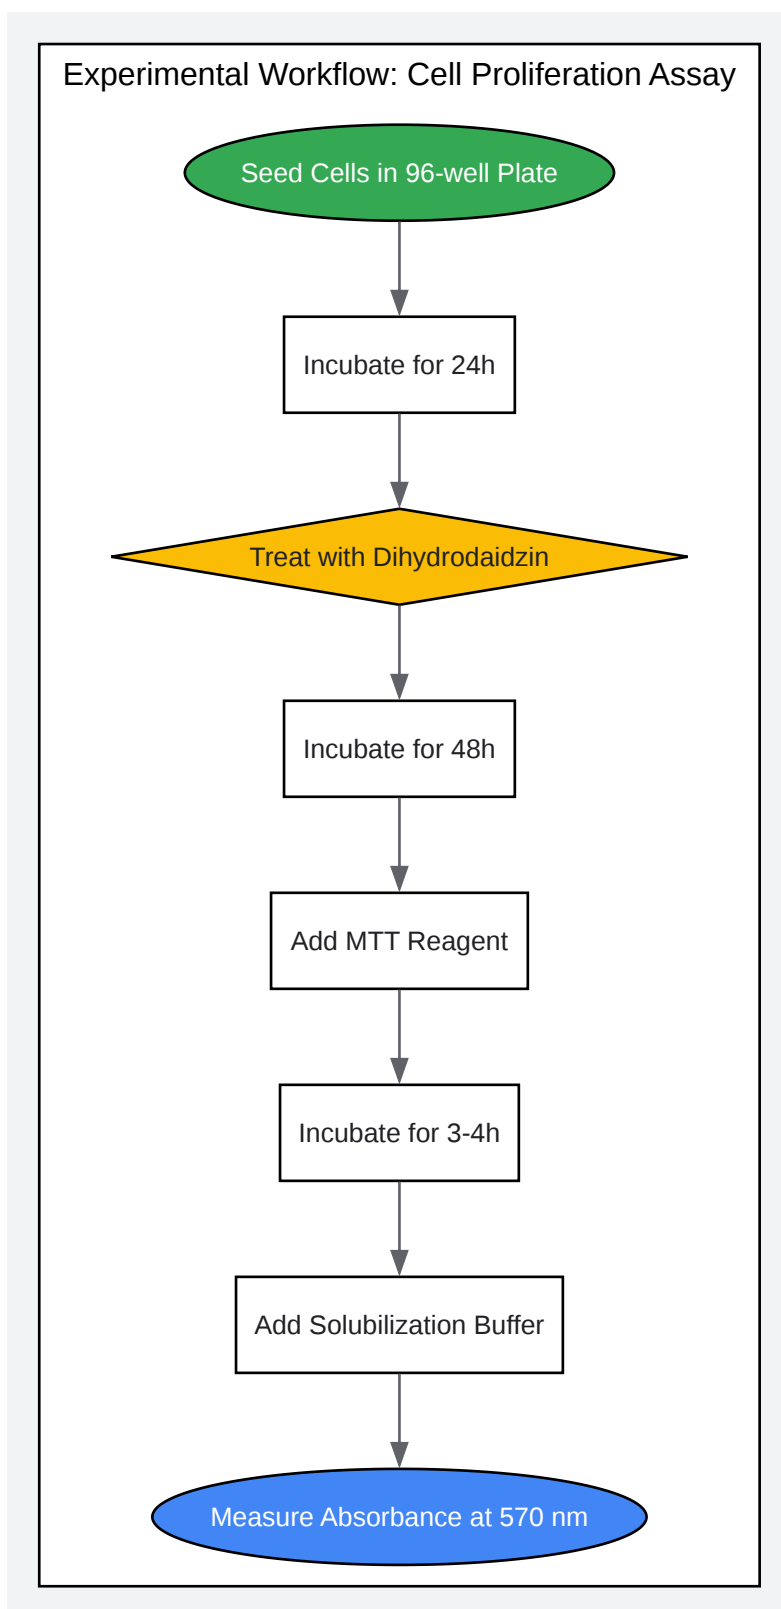 Experimental Workflow: Cell Proliferation Assay
Seed Cells in 96-well Plate
Incubate for 24h
Treat with Dihydrodaidzin
Incubate for 48h
Add MTT Reagent
Incubate for 3-4h
Add Solubilization Buffer
Measure Absorbance at 570 nm